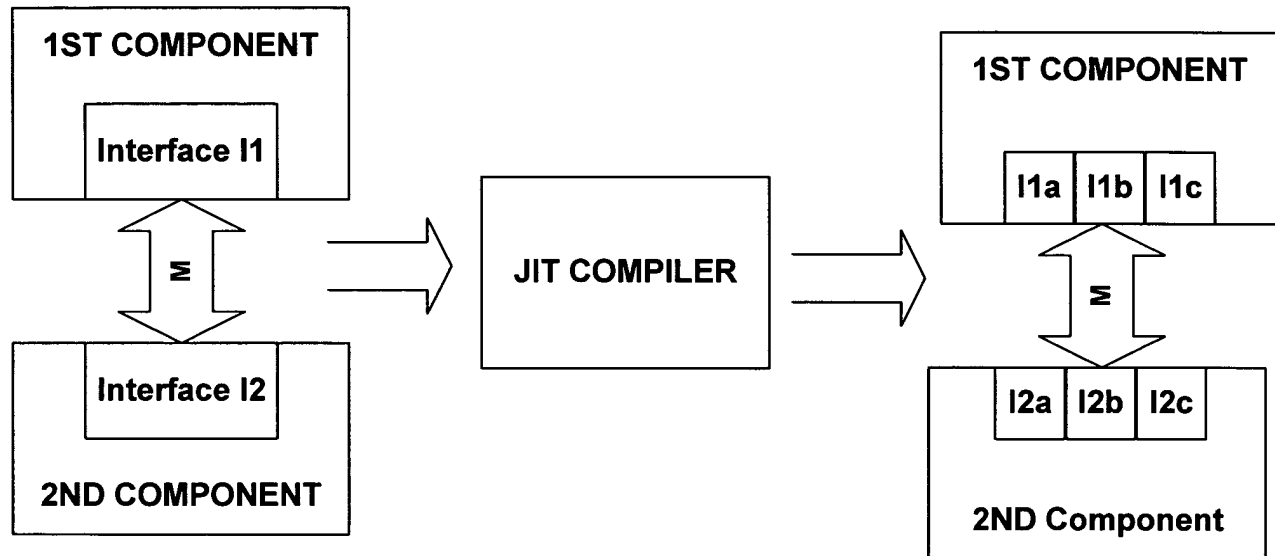 1ST COMPONENT
Interface I1
M
Interface I2
2ND COMPONENT
JIT COMPILER
1ST COMPONENT
I1a I1b I1c
M
I2a I2b I2c
2ND Component